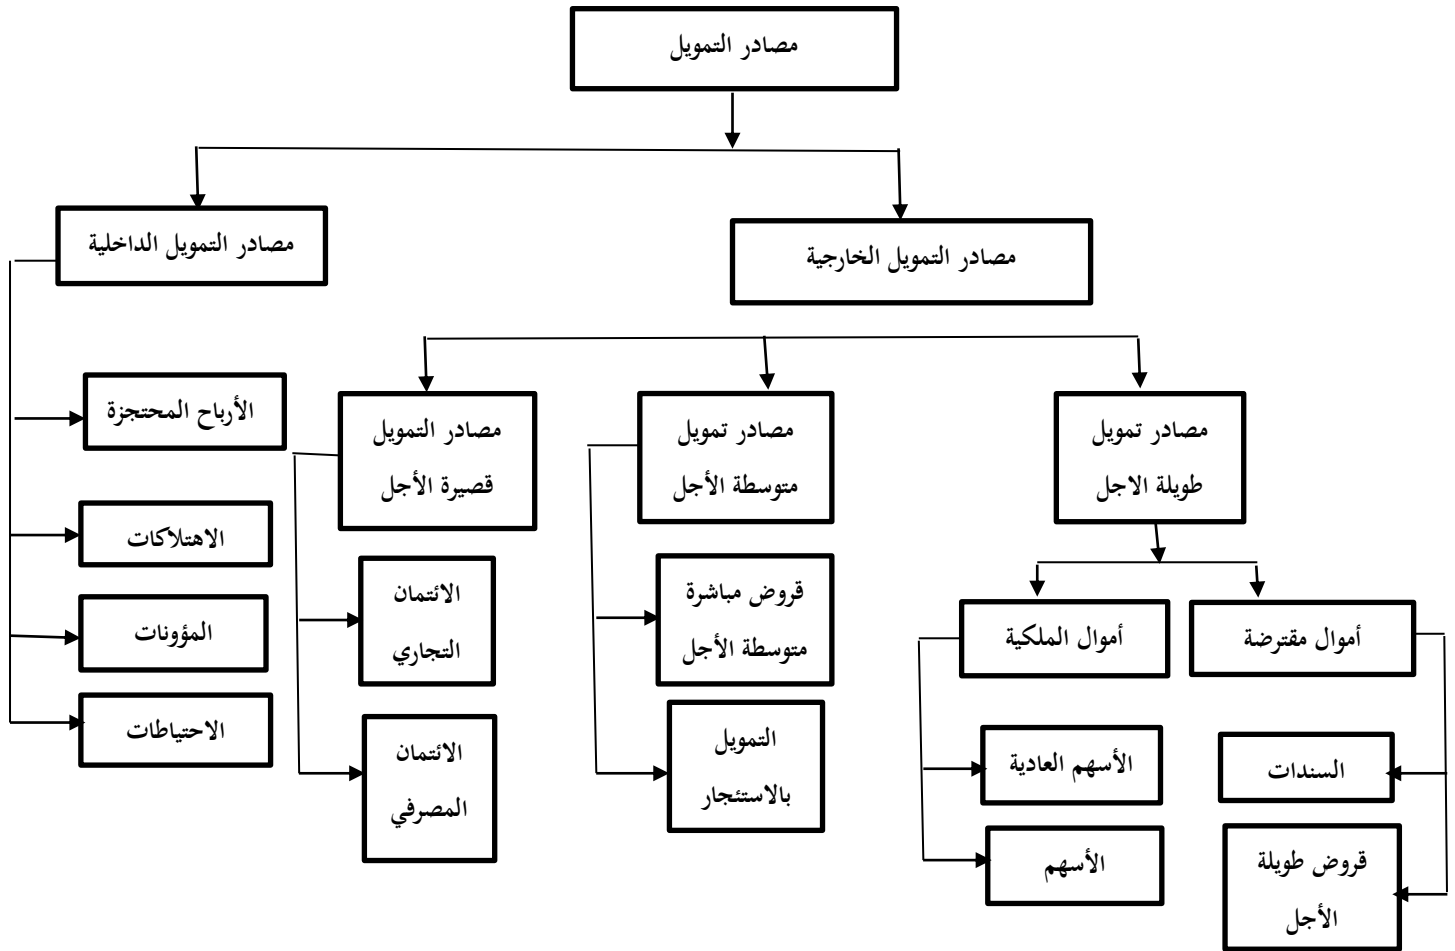 مصادر التمويل
مصادر التمويل الداخلية
مصادر التمويل الخارجية
الأرباح المحتجزة
الاهتلاكات
المؤونات
الاحتياطات
مصادر التمويل
قصيرة الأجل
الائتمان
التجاري
الائتمان
المصرفي
مصادر تمويل
متوسطة الأجل
قروض مباشرة
متوسطة الأجل
التمويل
بالاستئجار
مصادر تمويل
طويلة الاجل
أموال الملكية
الأسهم العادية
الأسهم
أموال مقترضة
السندات
قروض طويلة
الأجل